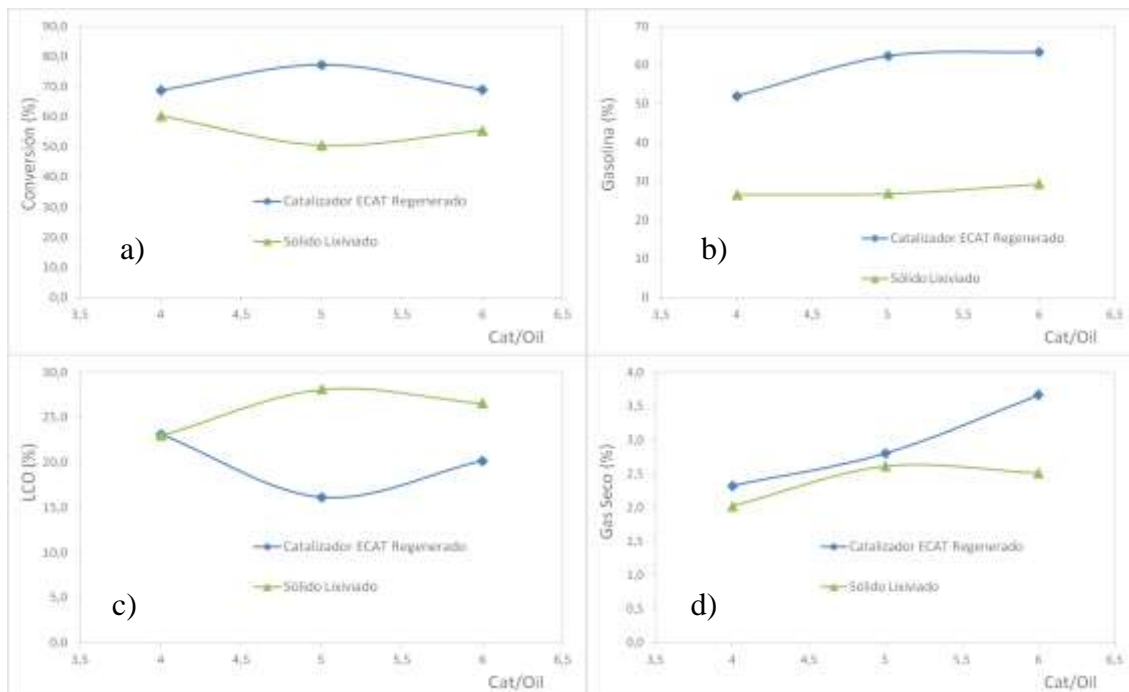 90,0
80,0
70,0
60,0
50,0
40,0
30,0
20,0
10,0
0,0
Conversión (%)
Catalizador ECAT Regenerado
Sólido Lixiviado
a)
3,5 4 4,5 5 5,5 6 6,5
Cat/Oil
70
60
50
40
30
20
10
0
Gasolina (%)
Catalizador ECAT Regenerado
Sólido Lixiviado
b)
3,5 4 4,5 5 5,5 6 6,5
Cat/Oil
30,0
25,0
20,0
15,0
10,0
5,0
0,0
LCO (%)
Catalizador ECAT Regenerado
Sólido Lixiviado
c)
3,5 4 4,5 5 5,5 6 6,5
Cat/Oil
4,0
3,5
3,0
2,5
2,0
1,5
1,0
0,5
0,0
Gas Seco (%)
Catalizador ECAT Regenerado
Sólido Lixiviado
d)
3,5 4 4,5 5 5,5 6 6,5
Cat/Oil